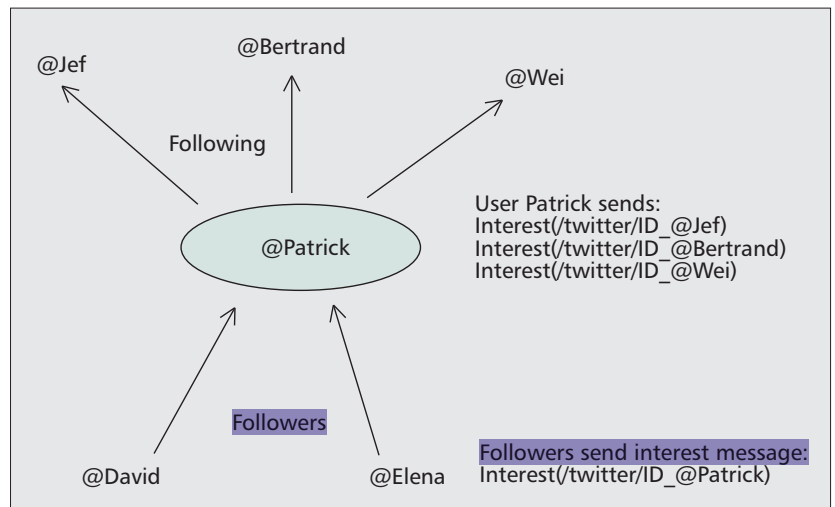 @Bertrand
@Jef
@Wei
Following
User Patrick sends:
Interest(/twitter/ID_@Jef)
@Patrick
Interest(/twitter/ID_@Bertrand)
Interest(/twitter/ID_@Wei)
Followers
Followers send interest message:
@David
@Elena
Interest(/twitter/ID_@Patrick)